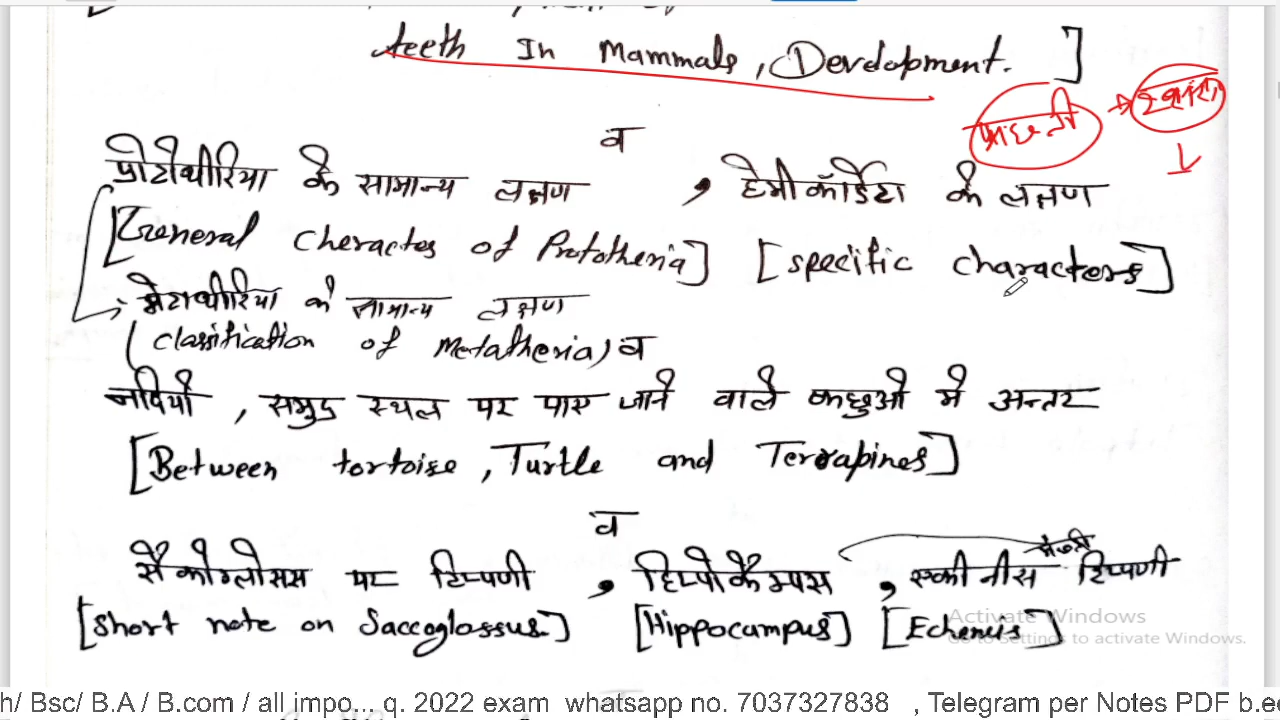 teeth In Mammals, Devdopment. ]
व
प्रोटोथीरिया के सामान्य लक्षण , हेमीकॉर्डेटा के लक्षण
[General Cheractes of Prototheria] [specific characters]
मेटाथीरिया के सामान्य लक्षण
(classification of Metatheria) व
नदियो , समुद्र स्थल पर पाए जाने वाले कछुओ मे अन्तर
[Between tortoise , Turtle and Terrapines]
व
सैकोग्लोसस पर टिप्पणी , हिप्पोकैम्पस , एकीनीस टिप्पणी
[short note on Saccoglossus.] [Hippocampus] [Echeneis]
Activate Windows
Go to Settings to activate Windows.
h/ Bsc/ B.A / B.com / all impo... q. 2022 exam whatsapp no. 7037327838 , Telegram per Notes PDF b.ed